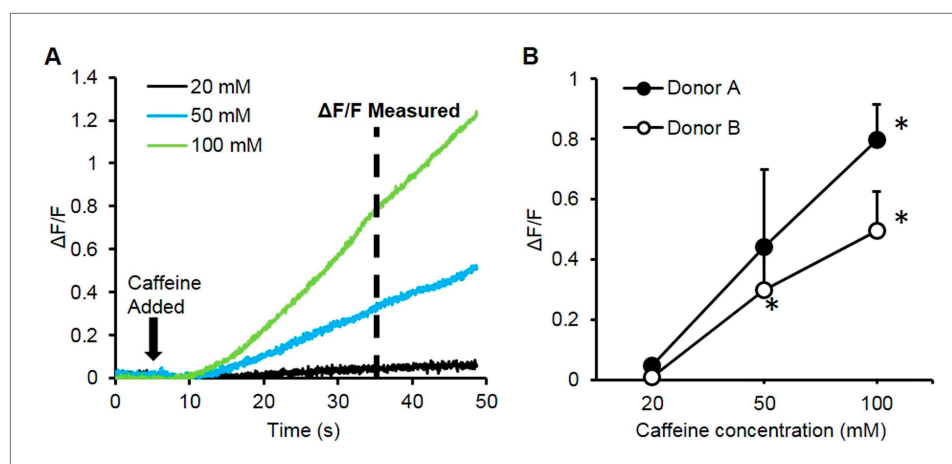 A
1.4
1.2
1
0.8
0.6
0.4
0.2
0
ΔF/F
20 mM
50 mM
100 mM
ΔF/F Measured
Caffeine
Added
0 10 20 30 40 50
Time (s)
B
1
0.8
0.6
0.4
0.2
0
ΔF/F
Donor A
Donor B
*
*
*
20 50 100
Caffeine concentration (mM)